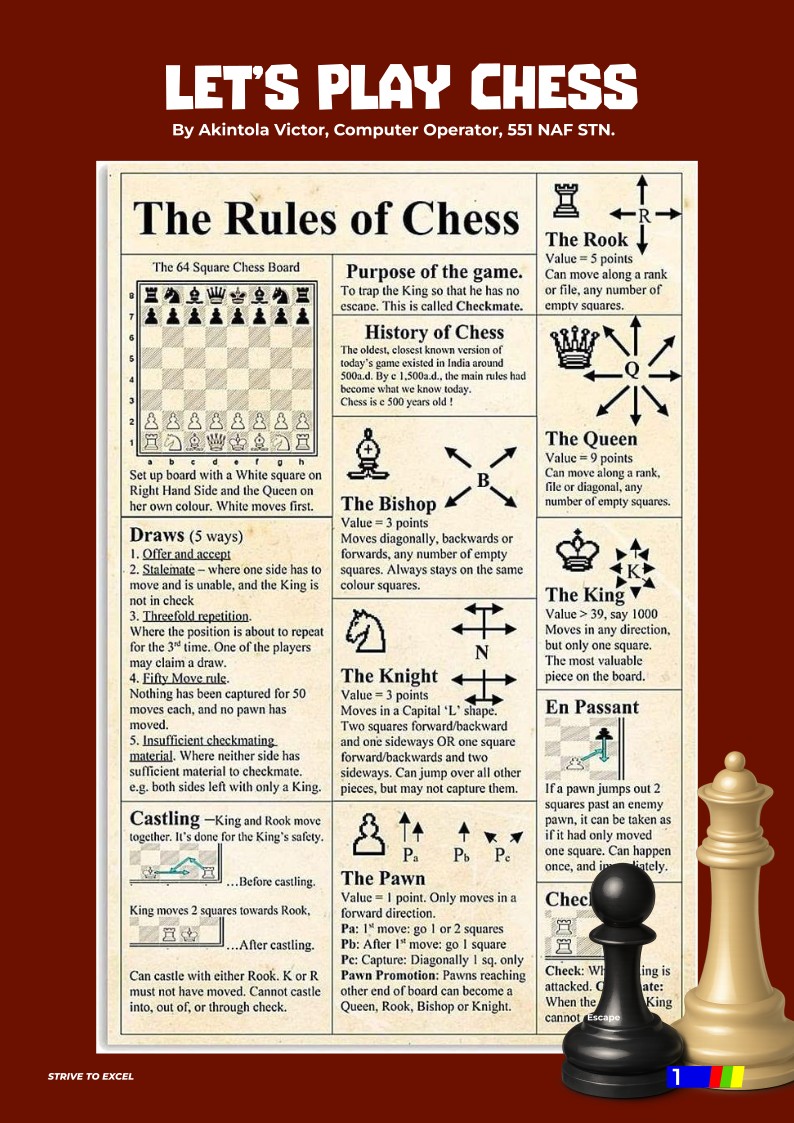 LET'S PLAY CHESS
By Akintola Victor, Computer Operator, 551 NAF STN.
The Rules of Chess
The 64 Square Chess Board
8
7
6
5
4
3
2
1
a b c d e f g h
Set up board with a White square on
Right Hand Side and the Queen on
her own colour. White moves first.
Draws (5 ways)
1. Offer and accept
2. Stalemate – where one side has to
move and is unable, and the King is
not in check
3. Threefold repetition.
Where the position is about to repeat
for the 3rd time. One of the players
may claim a draw.
4. Fifty Move rule.
Nothing has been captured for 50
moves each, and no pawn has
moved.
5. Insufficient checkmating
material. Where neither side has
sufficient material to checkmate.
e.g. both sides left with only a King.
Castling –King and Rook move
together. It's done for the King's safety.
…Before castling.
King moves 2 squares towards Rook,
…After castling.
Can castle with either Rook. K or R
must not have moved. Cannot castle
into, out of, or through check.
Purpose of the game.
To trap the King so that he has no
escape. This is called Checkmate.
History of Chess
The oldest, closest known version of
today's game existed in India around
500a.d. By c 1,500a.d., the main rules had
become what we know today.
Chess is c 500 years old !
B
The Bishop
Value = 3 points
Moves diagonally, backwards or
forwards, any number of empty
squares. Always stays on the same
colour squares.
N
The Knight
Value = 3 points
Moves in a Capital 'L' shape.
Two squares forward/backward
and one sideways OR one square
forward/backwards and two
sideways. Can jump over all other
pieces, but may not capture them.
Pa Pb Pc
The Pawn
Value = 1 point. Only moves in a
forward direction.
Pa: 1st move: go 1 or 2 squares
Pb: After 1st move: go 1 square
Pc: Capture: Diagonally 1 sq. only
Pawn Promotion: Pawns reaching
other end of board can become a
Queen, Rook, Bishop or Knight.
R
The Rook
Value = 5 points
Can move along a rank
or file, any number of
empty squares.
Q
The Queen
Value = 9 points
Can move along a rank,
file or diagonal, any
number of empty squares.
K
The King
Value > 39, say 1000
Moves in any direction,
but only one square.
The most valuable
piece on the board.
En Passant
If a pawn jumps out 2
squares past an enemy
pawn, it can be taken as
if it had only moved
one square. Can happen
once, and
Check: is
attacked.
When the King
cannot Escape
STRIVE TO EXCEL
1